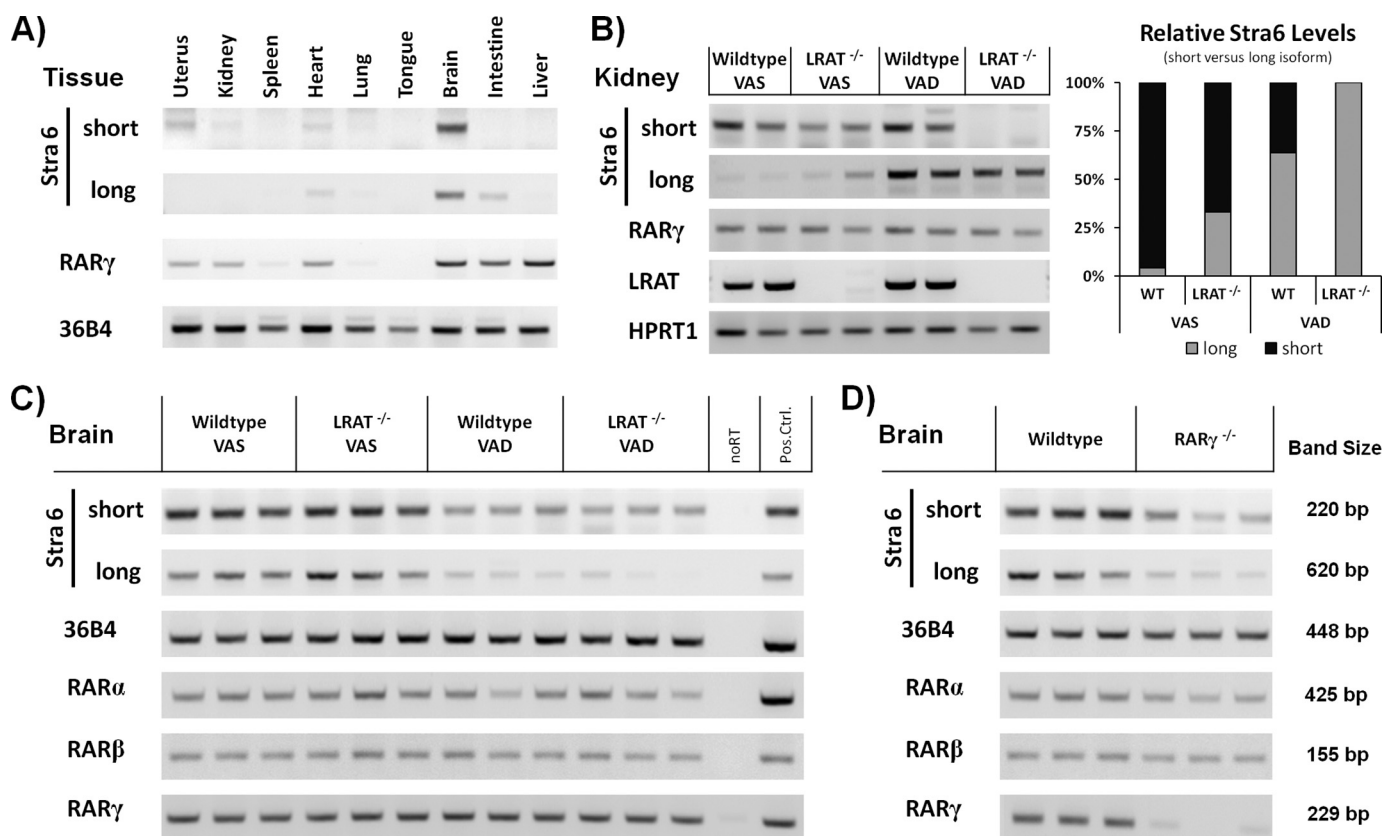 A)
Tissue
Uterus
Kidney
Spleen
Heart
Lung
Tongue
Brain
Intestine
Liver
Stra 6
short
long
RARγ
36B4
B)
Kidney
Wildtype VAS
LRAT -/- VAS
Wildtype VAD
LRAT -/- VAD
Stra 6
short
long
RARγ
LRAT
HPRT1
Relative Stra6 Levels
(short versus long isoform)
100%
75%
50%
25%
0%
WT
LRAT -/-
WT
LRAT -/-
VAS
VAD
long
short
C)
Brain
Wildtype VAS
LRAT -/- VAS
Wildtype VAD
LRAT -/- VAD
noRT
Pos.Ctrl.
Stra 6
short
long
36B4
RARα
RARβ
RARγ
D)
Brain
Wildtype
RARγ -/-
Band Size
Stra 6
short
220 bp
long
620 bp
36B4
448 bp
RARα
425 bp
RARβ
155 bp
RARγ
229 bp